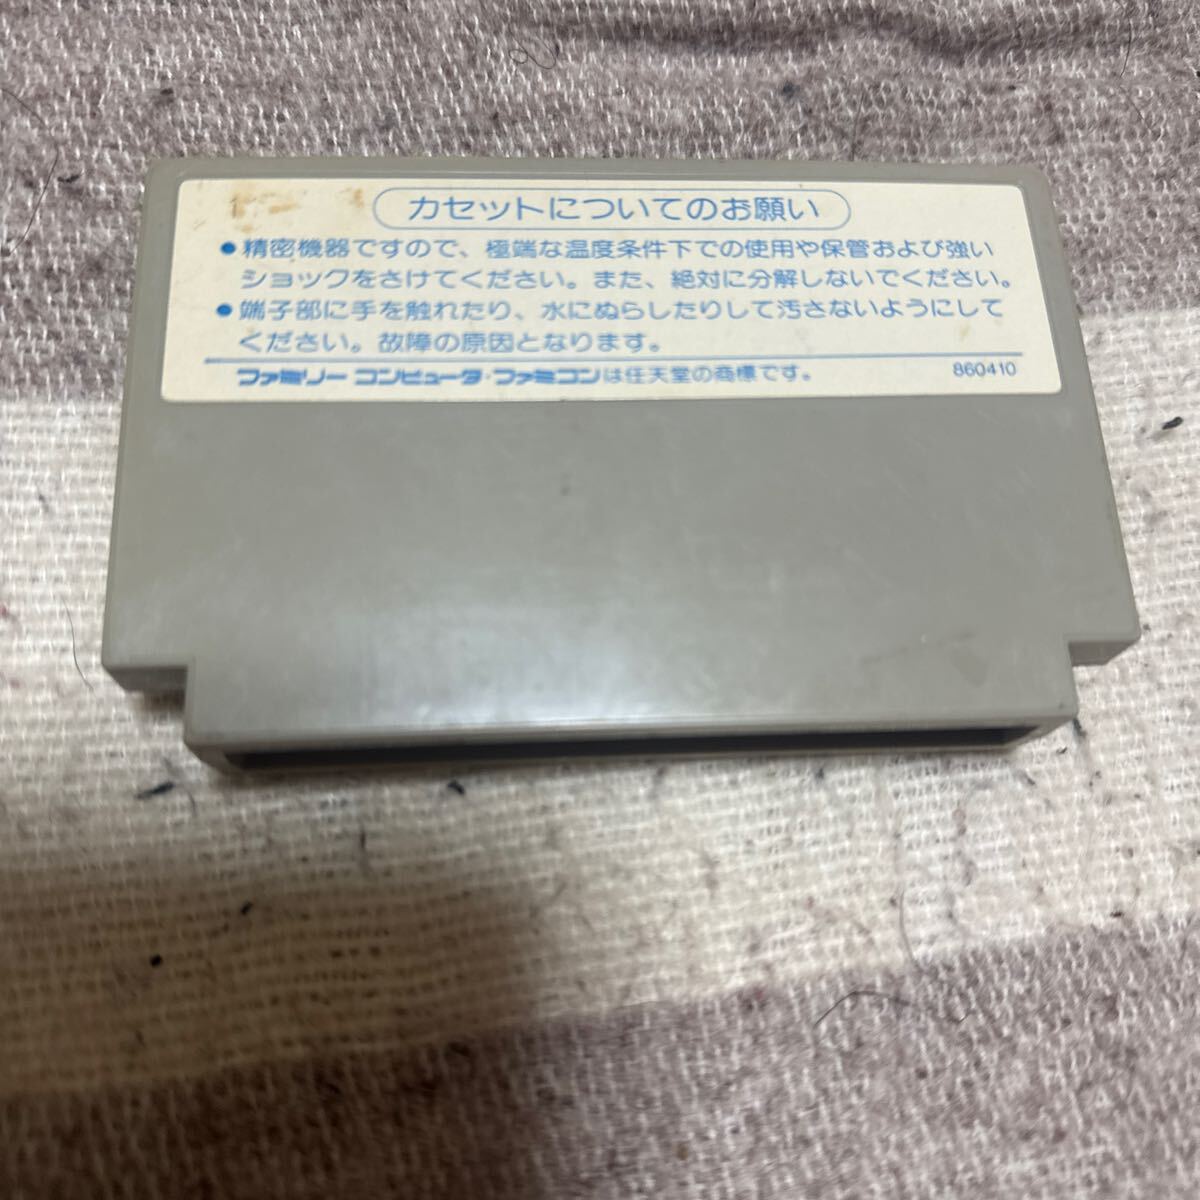 カセットについてのお願い
●精密機器ですので、極端な温度条件下での使用や保管および強い
ショックをさけてください。また、絶対に分解しないでください。
●端子部に手を触れたり、水にぬらしたりして汚さないようにして
ください。故障の原因となります。
ファミリー コンピュータ・ファミコンは任天堂の商標です。 860410